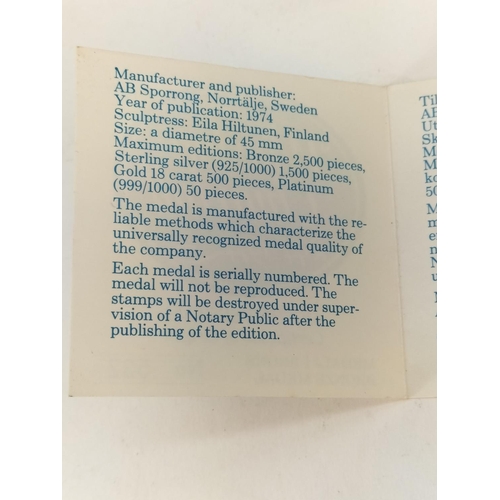 Manufacturer and publisher:
AB Sporrong, Norrtälje, Sweden
Year of publication: 1974
Sculptress: Eila Hiltunen, Finland
Size: a diametre of 45 mm
Maximum editions: Bronze 2,500 pieces,
Sterling silver (925/1000) 1,500 pieces,
Gold 18 carat 500 pieces, Platinum
(999/1000) 50 pieces.
The medal is manufactured with the re-
liable methods which characterize the
universally recognized medal quality of
the company.
Each medal is serially numbered. The
medal will not be reproduced. The
stamps will be destroyed under super-
vision of a Notary Public after the
publishing of the edition.